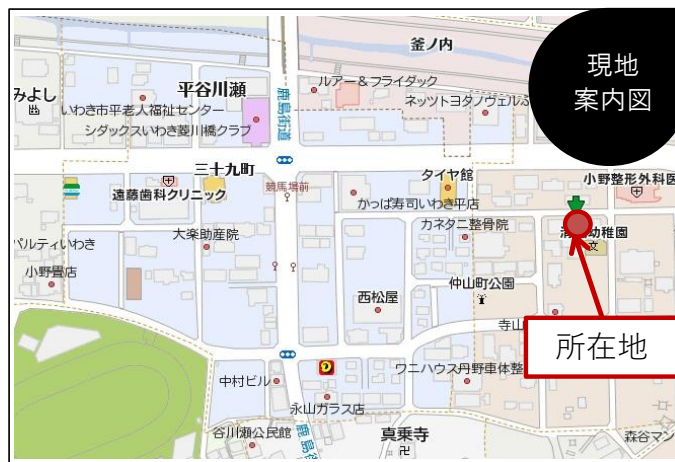 現地
案内図
釜ノ内
平谷川瀬
みよし
ルアー＆フライダック
いわき市平老人福祉センター
ネッツトヨタノヴェルふ
シダックスいわき菱川橋クラブ
鹿島街道
三十九町
タイヤ館
小野整形外科医
競馬場前
遠藤歯科クリニック
かっぱ寿司いわき平店
大楽助産院
カネタニ整骨院
幼稚園
パルティいわき
小野畳店
仲山町公園
西松屋
寺山
所在地
中村ビル
ワニハウス丹野車体整
永山ガラス店
谷川瀬公民館
鹿島街
真乗寺
森谷マン